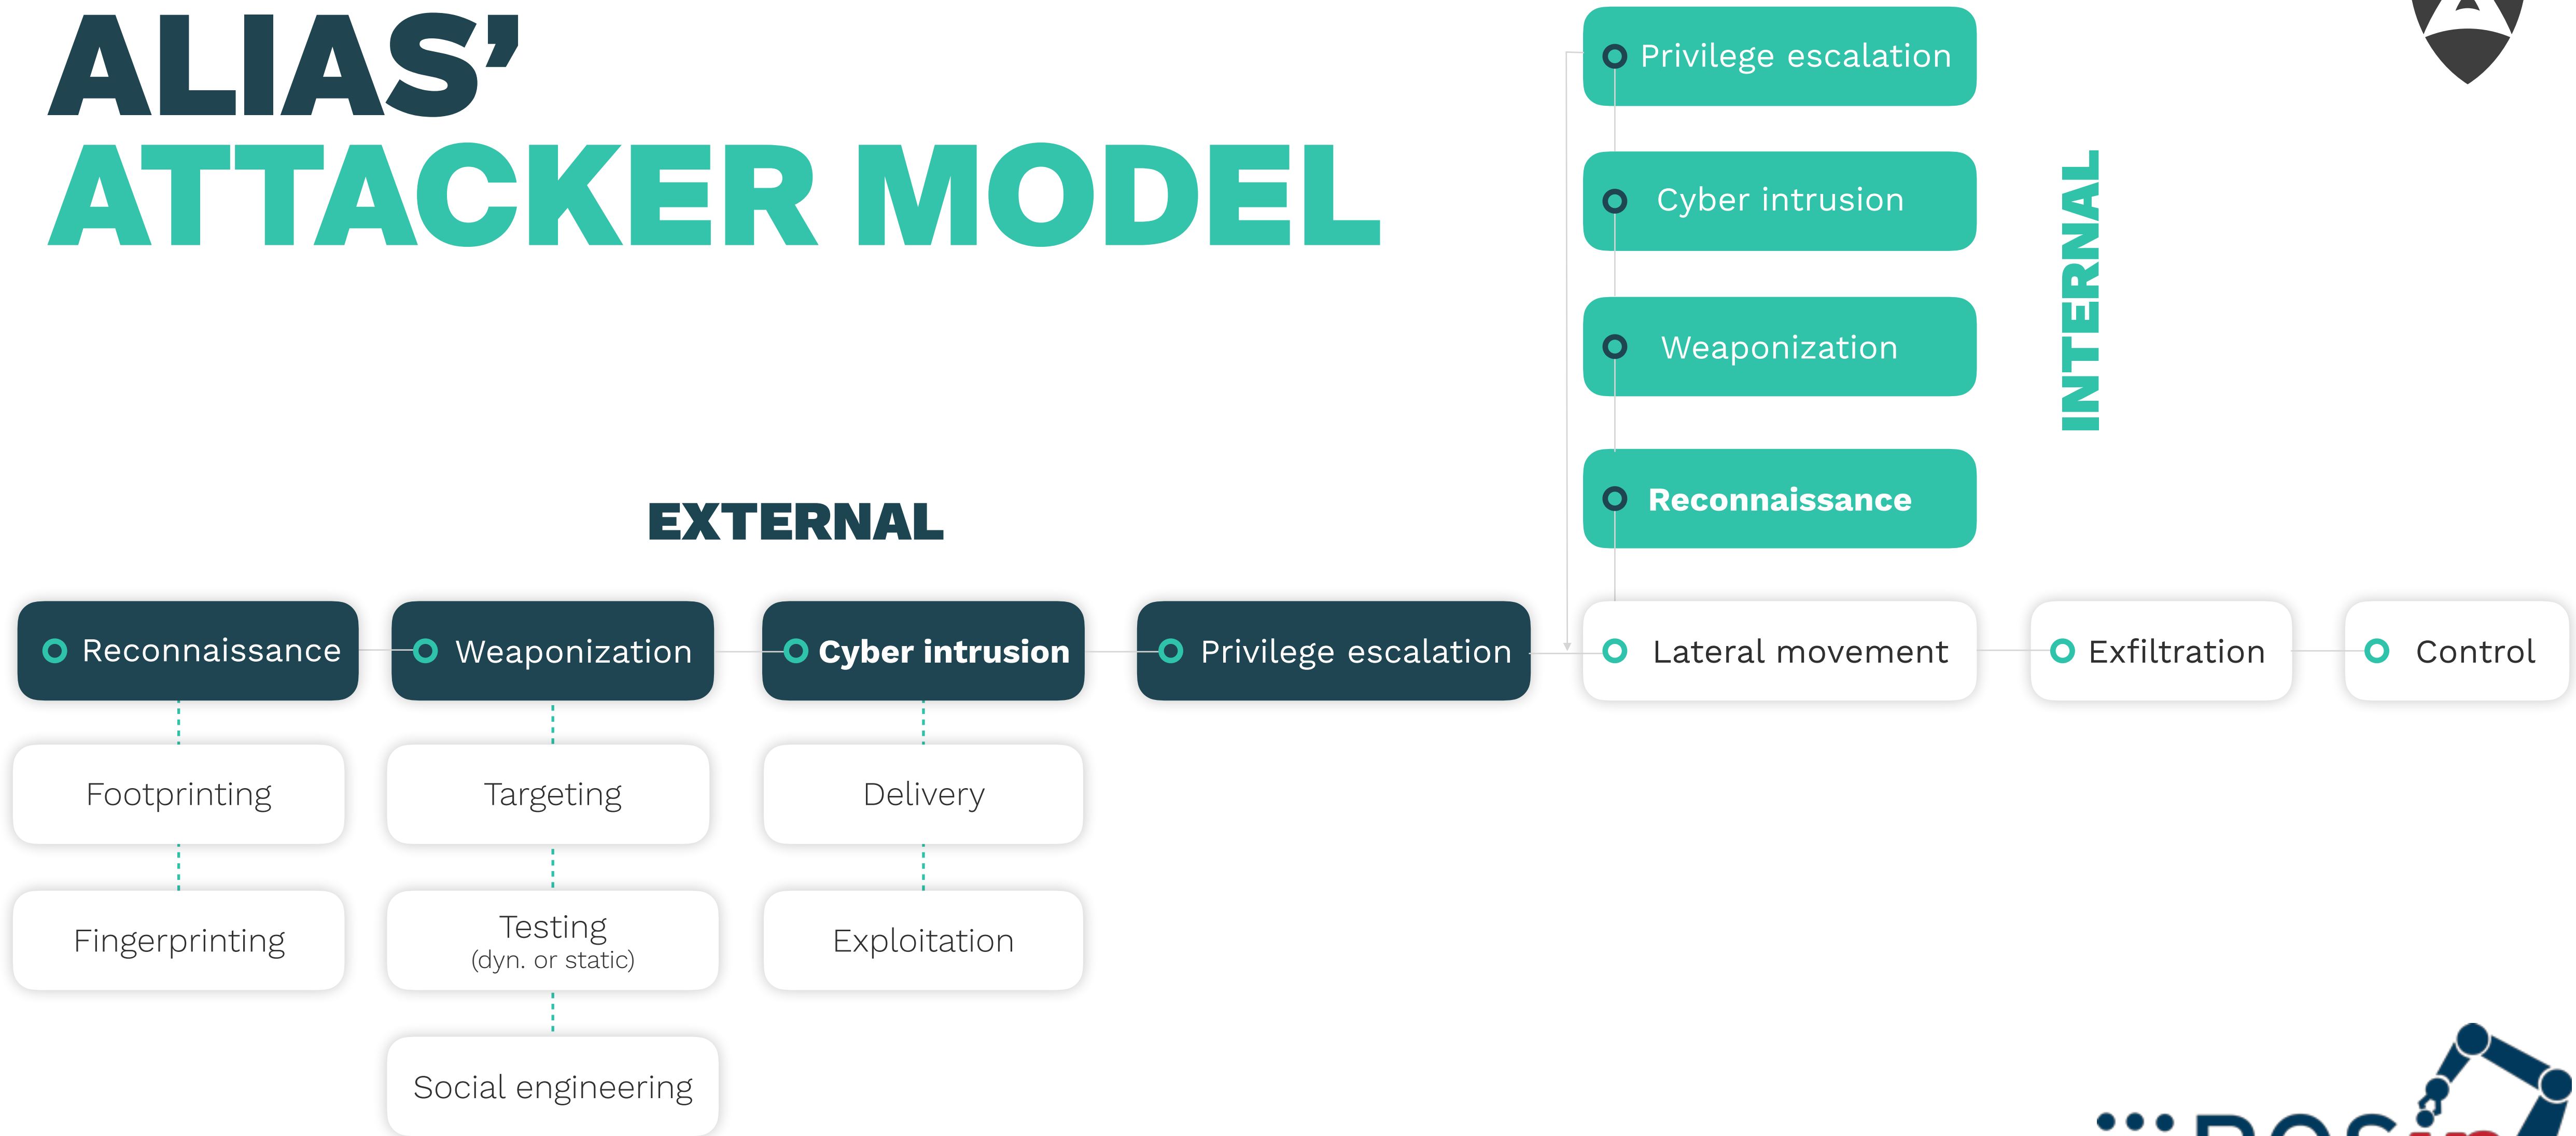 ALIAS’
ATTACKER MODEL
Privilege escalation
Cyber intrusion
Weaponization
Reconnaissance
INTERNAL
EXTERNAL
Reconnaissance
Weaponization
Cyber intrusion
Privilege escalation
Lateral movement
Exfiltration
Control
Footprinting
Targeting
Delivery
Fingerprinting
Testing
(dyn. or static)
Exploitation
Social engineering